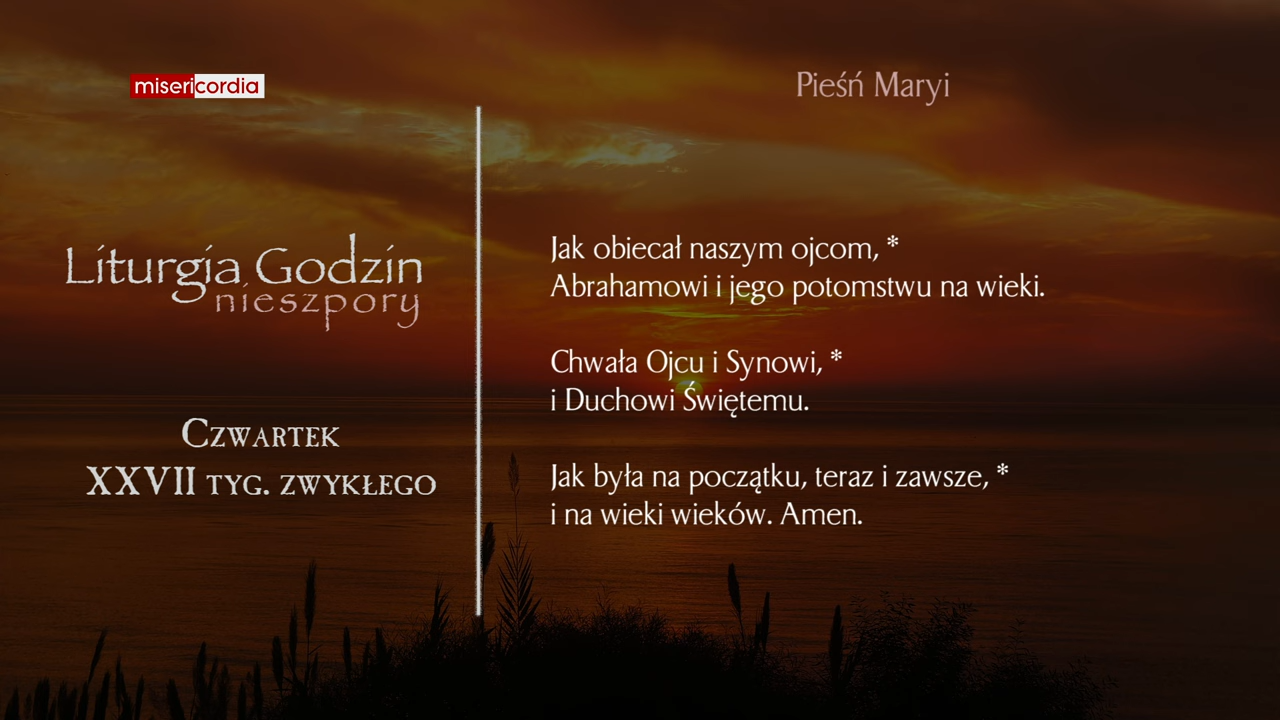 misericordia
Liturgia Godzin
nieszpory
Czwartek
XXVII tyg. zwykłego
Pieśń Maryi
Jak obiecał naszym ojcom, *
Abrahamowi i jego potomstwu na wieki.
Chwała Ojcu i Synowi, *
i Duchowi Świętemu.
Jak była na początku, teraz i zawsze, *
i na wieki wieków. Amen.